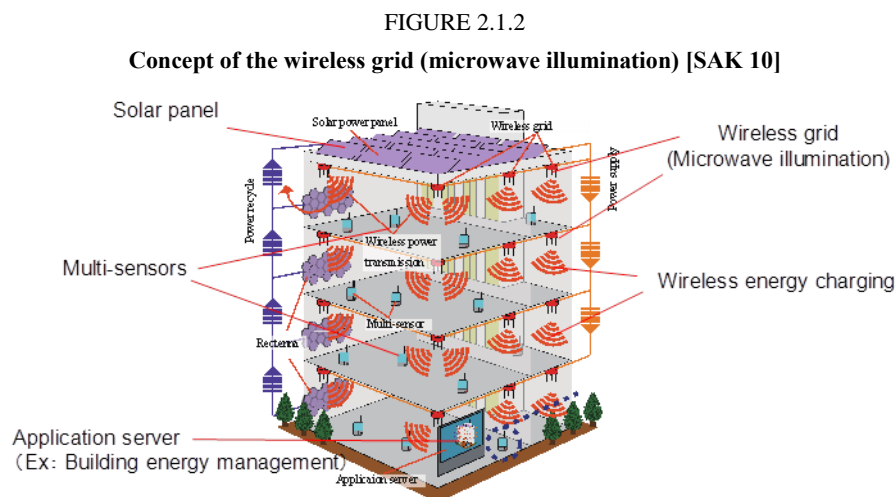 FIGURE 2.1.2
Concept of the wireless grid (microwave illumination) [SAK 10]
Solar panel
Solar power panel
Wireless grid
Wireless grid
(Microwave illumination)
Power recycle
Power supply
Wireless power
transmission
Multi-sensors
Wireless energy charging
Multi-sensor
Rectenna
Application server
(Ex: Building energy management)
Applicaion server